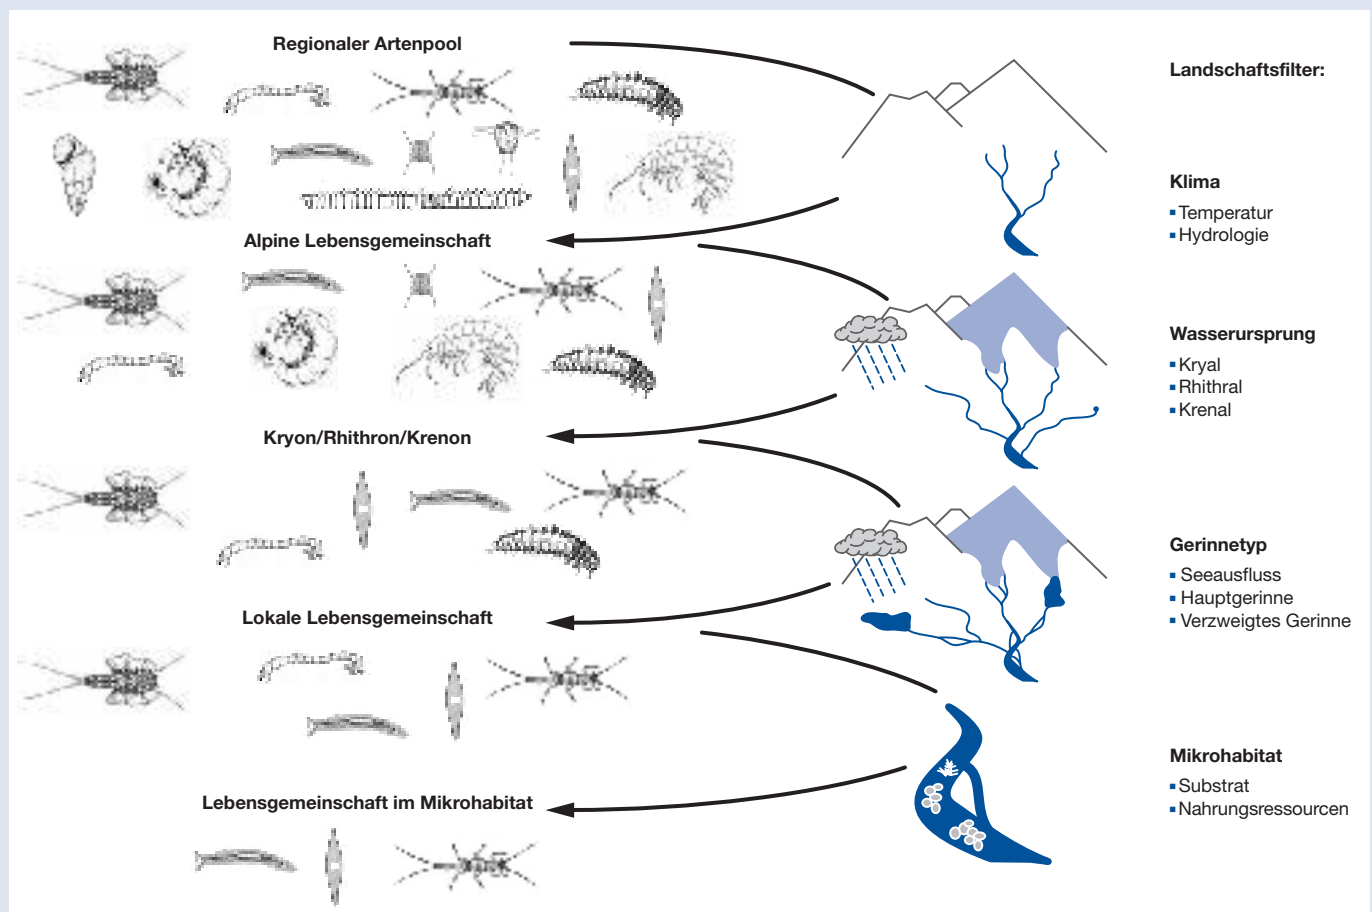 Regionaler Artenpool
Landschaftsfilter:
Klima
▪ Temperatur
▪ Hydrologie
Alpine Lebensgemeinschaft
Wasserursprung
▪ Kryal
▪ Rhithral
▪ Krenal
Kryon/Rhithron/Krenon
Gerinnetyp
▪ Seeausfluss
▪ Hauptgerinne
▪ Verzweigtes Gerinne
Lokale Lebensgemeinschaft
Mikrohabitat
▪ Substrat
▪ Nahrungsressourcen
Lebensgemeinschaft im Mikrohabitat